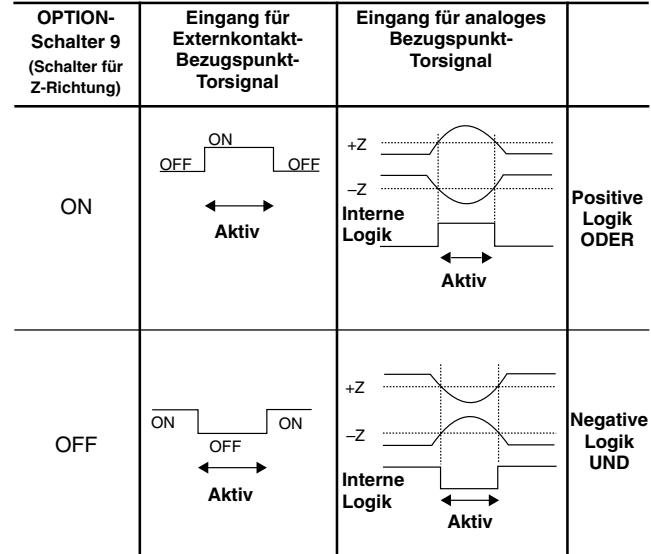 OPTION-
Schalter 9
(Schalter für
Z-Richtung)
Eingang für
Externkontakt-
Bezugspunkt-
Torsignal
Eingang für analoges
Bezugspunkt-
Torsignal
ON
OFF
ON
OFF
Aktiv
+Z
–Z
Interne
Logik
Aktiv
Positive
Logik
ODER
OFF
ON
OFF
ON
Aktiv
+Z
–Z
Interne
Logik
Aktiv
Negative
Logik
UND